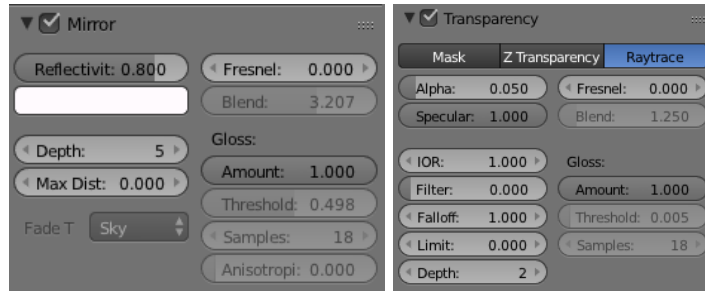 Mirror
Reflectivit: 0.800
Fresnel: 0.000
Blend: 3.207
Depth: 5
Max Dist: 0.000
Fade T Sky
Gloss:
Amount: 1.000
Threshold: 0.498
Samples: 18
Anisotropi: 0.000
Transparency
Mask Z Transparency Raytrace
Alpha: 0.050
Specular: 1.000
Fresnel: 0.000
Blend: 1.250
IOR: 1.000
Filter: 0.000
Falloff: 1.000
Limit: 0.000
Depth: 2
Gloss:
Amount: 1.000
Threshold: 0.005
Samples: 18